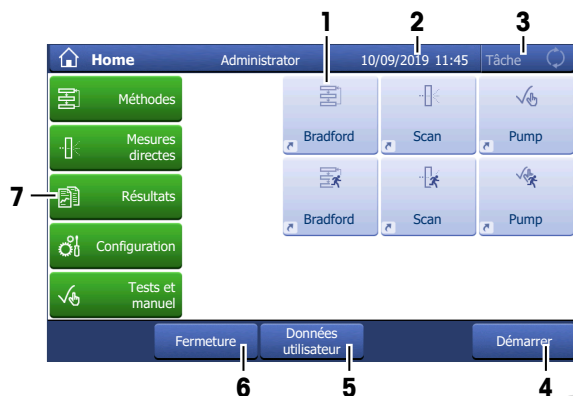 1
2
3
Home
Administrator
10/09/2019 11:45
Tâche
Méthodes
Mesures
directes
Résultats
Configuration
Tests et
manuel
Bradford
Scan
Pump
Bradford
Scan
Pump
7
Fermeture
Données
utilisateur
Démarrer
6
5
4